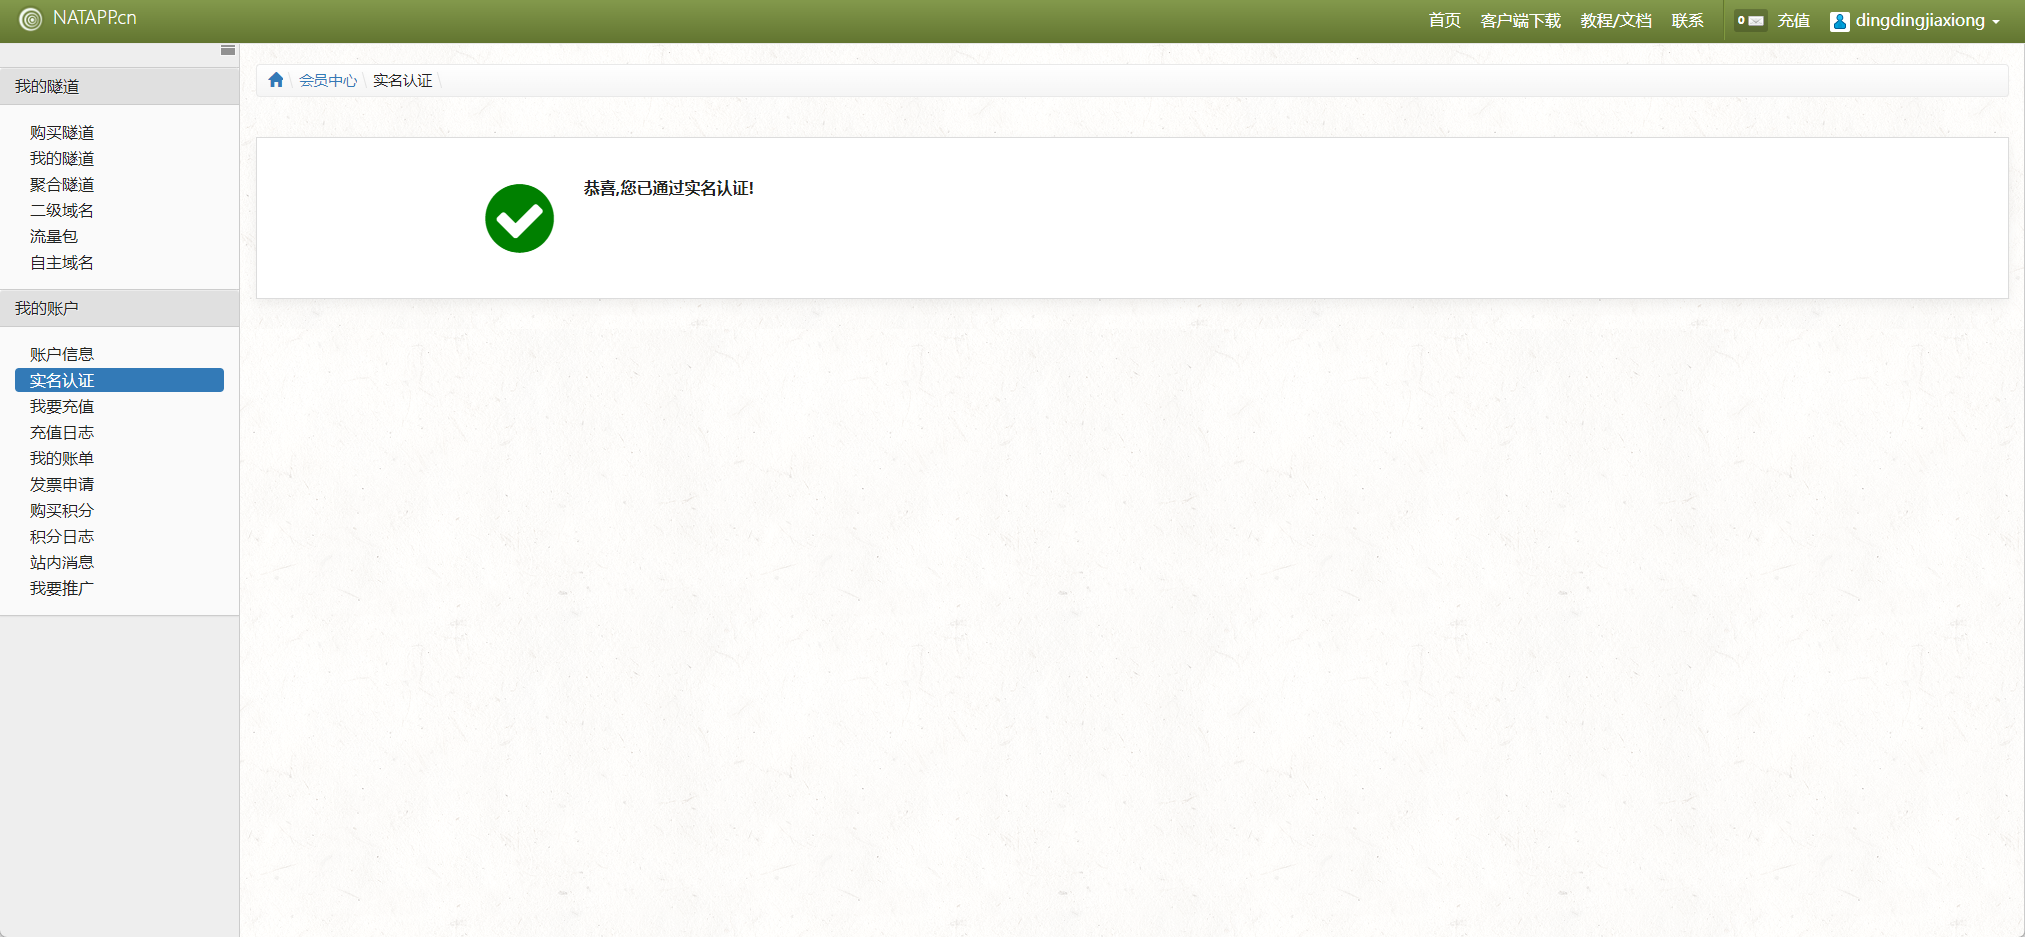 NATAPP.cn
首页 客户端下载 教程/文档 联系 0 充值 dingdingjiaxiong
会员中心 \ 实名认证 \
我的隧道
购买隧道
我的隧道
聚合隧道
二级域名
流量包
自主域名
我的账户
账户信息
实名认证
我要充值
充值日志
我的账单
发票申请
购买积分
积分日志
站内消息
我要推广
恭喜,您已通过实名认证!